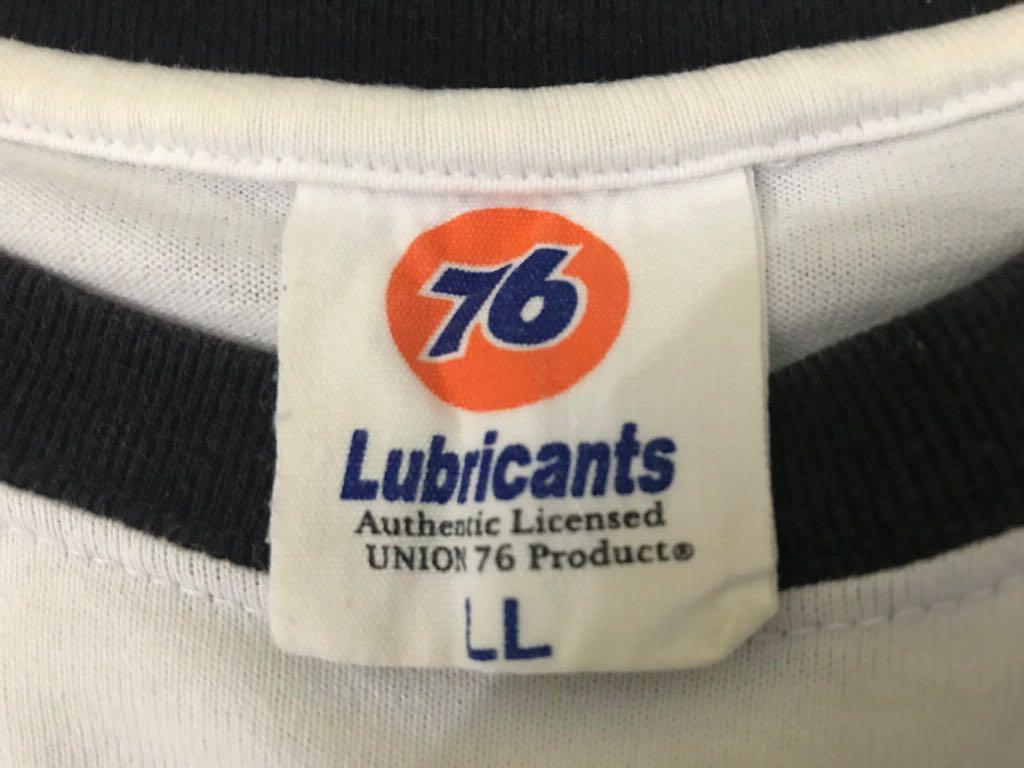 76
Lubricants
Authentic Licensed
UNION 76 Product®
LL